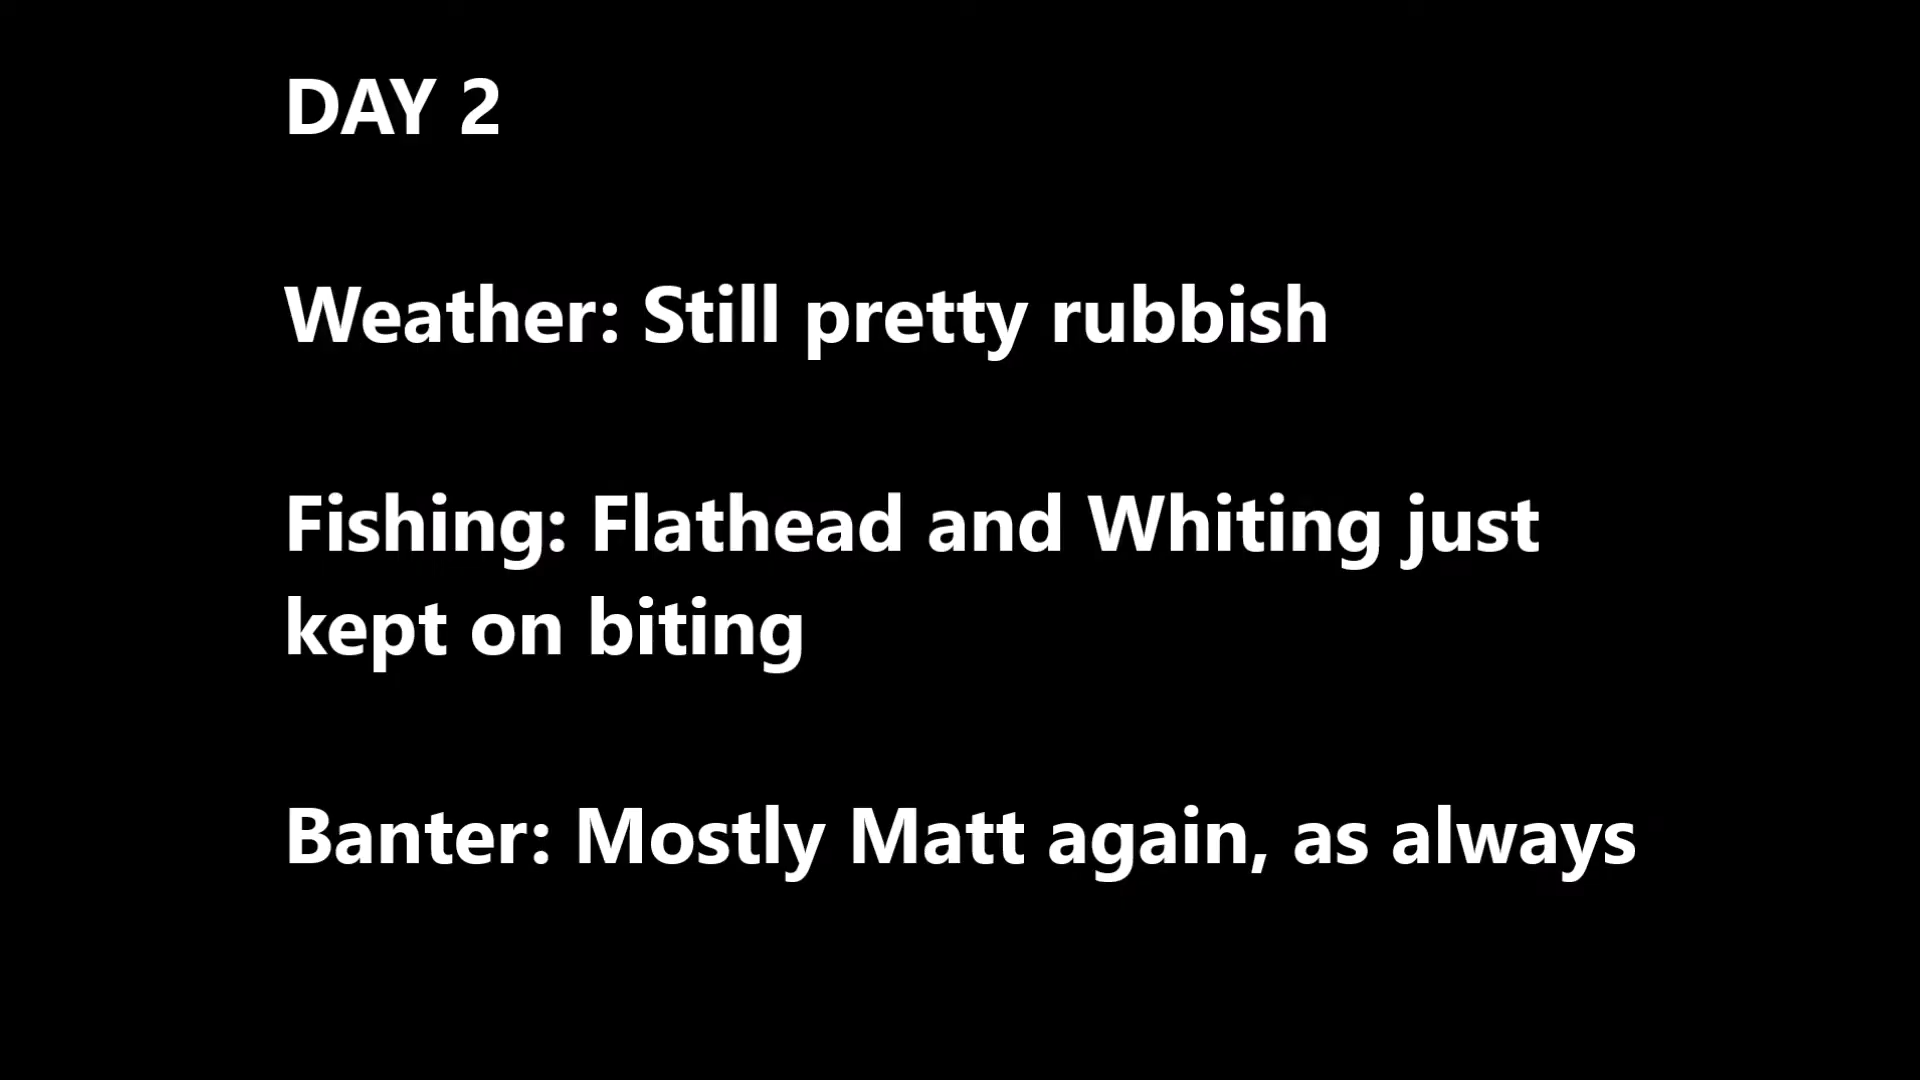 DAY 2
Weather: Still pretty rubbish
Fishing: Flathead and Whiting just
kept on biting
Banter: Mostly Matt again, as always